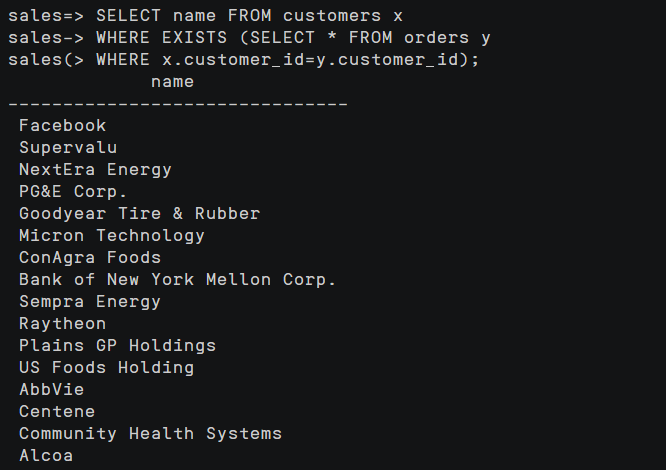 sales=> SELECT name FROM customers x
sales-> WHERE EXISTS (SELECT * FROM orders y
sales(> WHERE x.customer_id=y.customer_id);
name
-------------------------------
Facebook
Supervalu
NextEra Energy
PG&E Corp.
Goodyear Tire & Rubber
Micron Technology
ConAgra Foods
Bank of New York Mellon Corp.
Sempra Energy
Raytheon
Plains GP Holdings
US Foods Holding
AbbVie
Centene
Community Health Systems
Alcoa